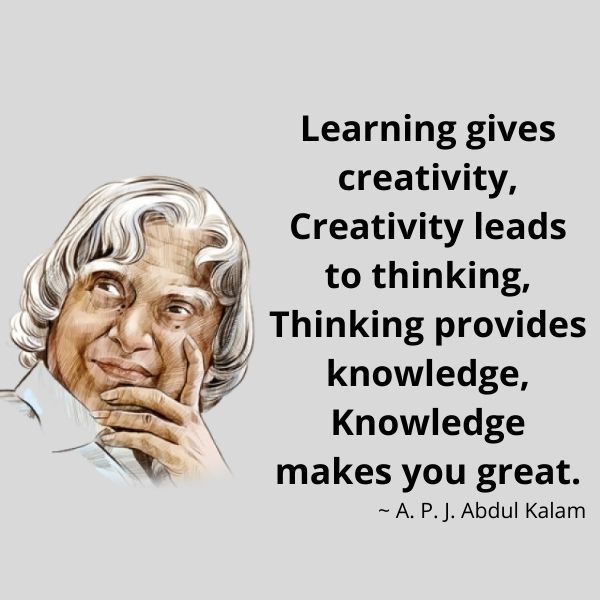 Learning gives
creativity,
Creativity leads
to thinking,
Thinking provides
knowledge,
Knowledge
makes you great.
~ A. P. J. Abdul Kalam